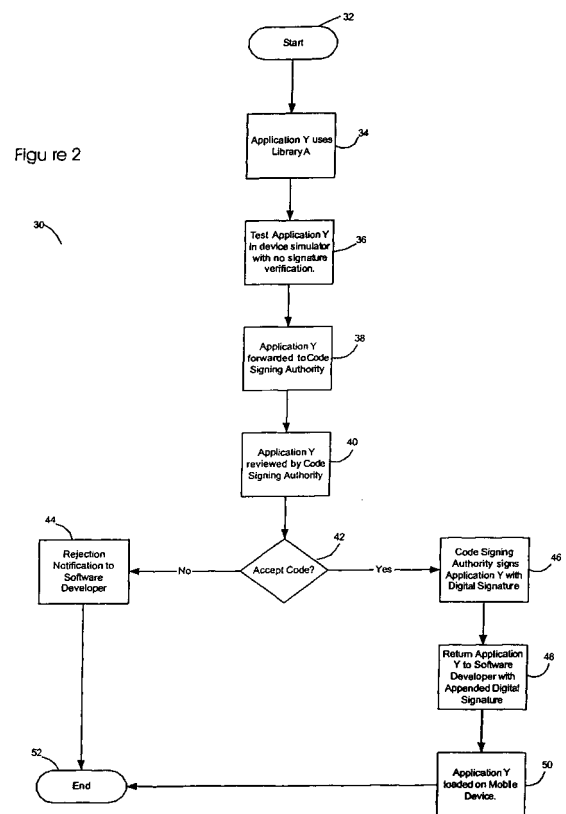 32
Start
Application Y uses
Library A
34
Figu re 2
30
Test Application Y
in device simulator
with no signature
verification.
36
Application Y
forwarded to Code
Signing Authority
38
Application Y
reviewed by Code
Signing Authority
40
44
Rejection
Notification to
Software
Developer
No
42
Accept Code?
Yes
Code Signing
Authority signs
Application Y with
Digital Signature
46
Return Application
Y to Software
Developer with
Appended Digital
Signature
48
52
End
Application Y
loaded on Mobile
Device.
50